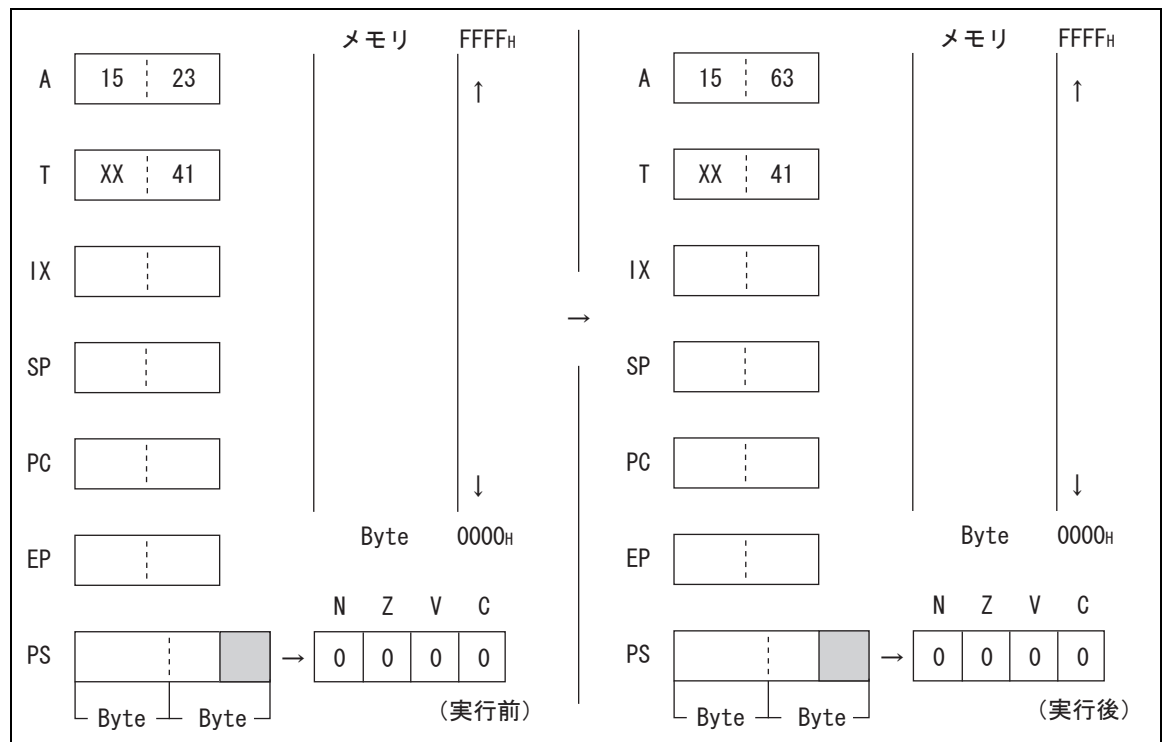 メモリ FFFFH
A 15 23
↑
T XX 41
IX
SP
PC
↓
Byte 0000H
EP
N Z V C
PS → 0 0 0 0
Byte Byte (実行前)
→
メモリ FFFFH
A 15 63
↑
T XX 41
IX
SP
PC
↓
Byte 0000H
EP
N Z V C
PS → 0 0 0 0
Byte Byte (実行後)